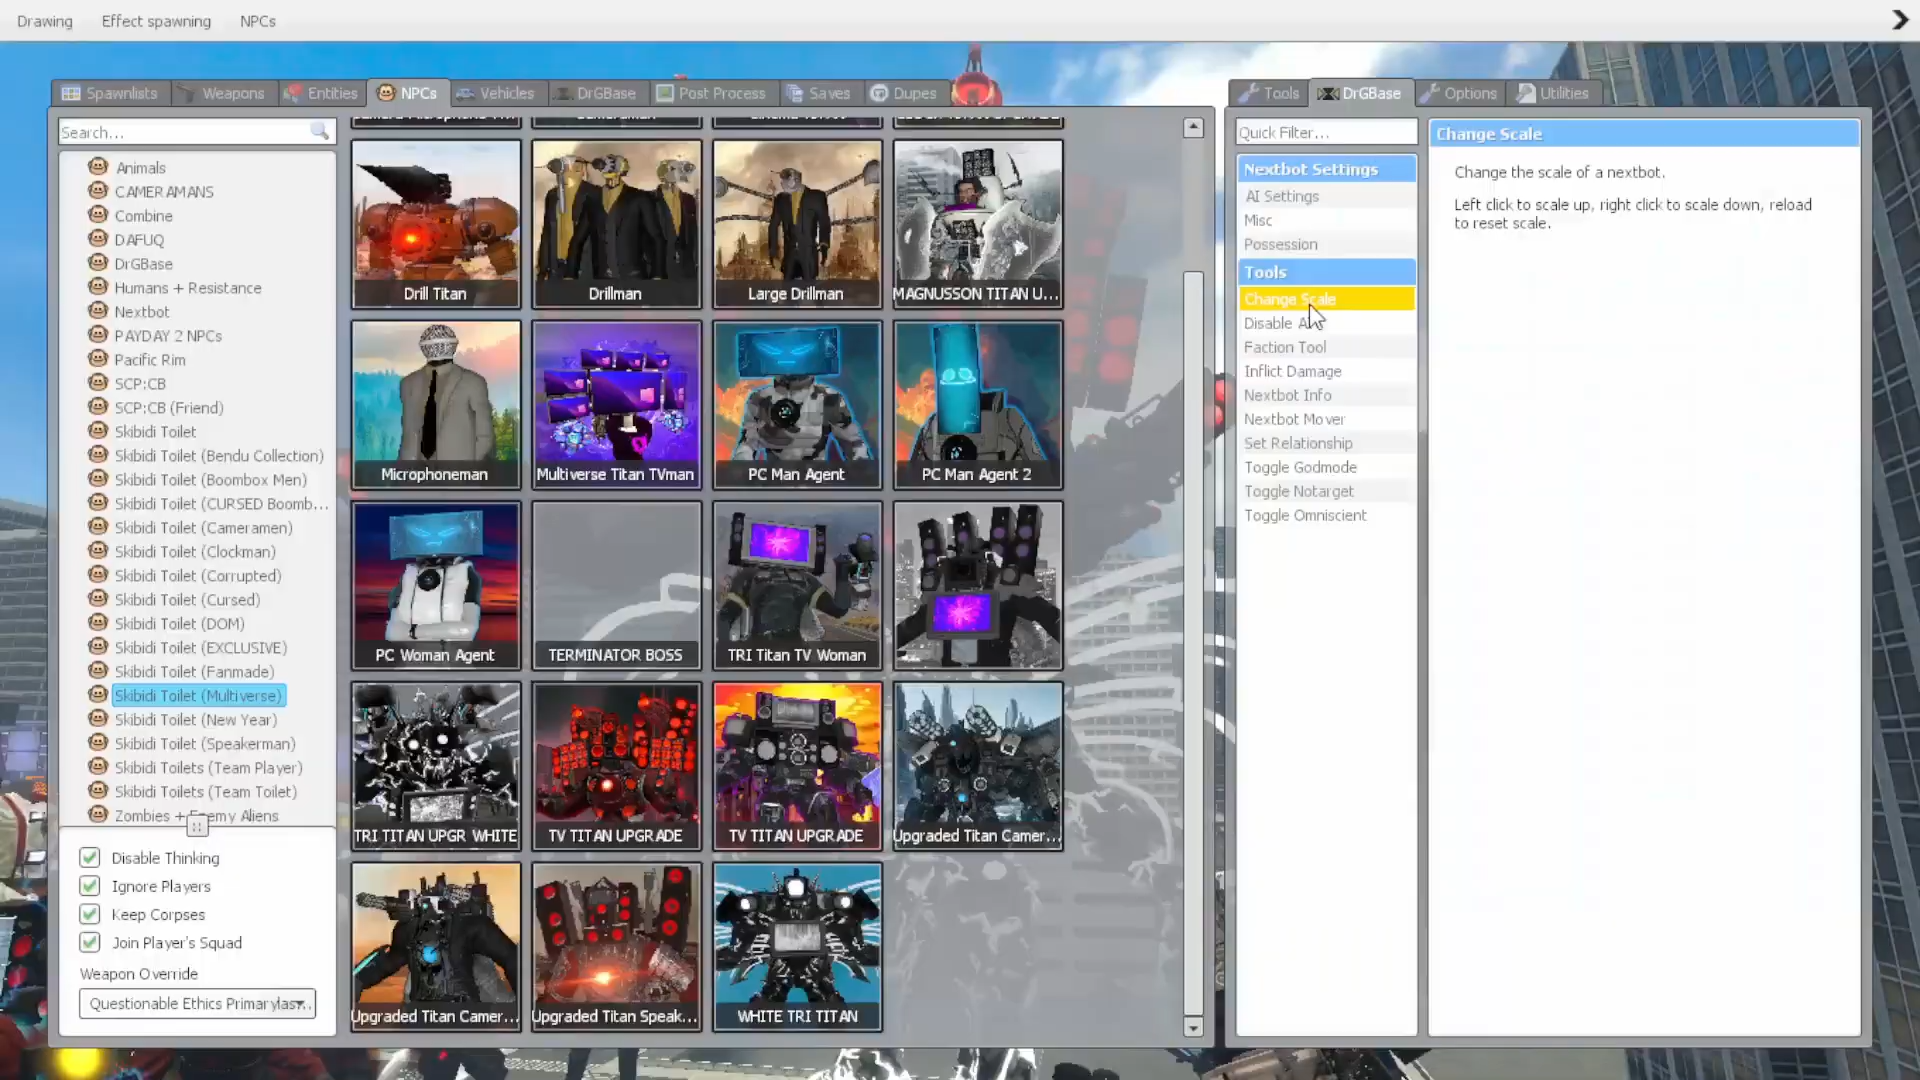 Drawing
Effect spawning
NPCs
Spawnlists
Weapons
Entities
NPCs
Vehicles
DrGBase
Post Process
Saves
Dupes
Tools
DrGBase
Options
Utilities
Search...
Animals
CAMERAMANS
Combine
DAFUQ
DrGBase
Humans + Resistance
Nextbot
PAYDAY 2 NPCs
Pacific Rim
SCP:CB
SCP:CB (Friend)
Skibidi Toilet
Skibidi Toilet (Bendu Collection)
Skibidi Toilet (Boombox Men)
Skibidi Toilet (CURSED Boomb...
Skibidi Toilet (Cameramen)
Skibidi Toilet (Clockman)
Skibidi Toilet (Corrupted)
Skibidi Toilet (Cursed)
Skibidi Toilet (DOM)
Skibidi Toilet (EXCLUSIVE)
Skibidi Toilet (Fanmade)
Skibidi Toilet (Multiverse)
Skibidi Toilet (New Year)
Skibidi Toilet (Speakerman)
Skibidi Toilets (Team Player)
Skibidi Toilets (Team Toilet)
Zombies + Enemy Aliens
Disable Thinking
Ignore Players
Keep Corpses
Join Player's Squad
Weapon Override
Questionable Ethics Primary
Drill Titan
Drillman
Large Drillman
MAGNUSSON TITAN U...
Microphoneman
Multiverse Titan TVman
PC Man Agent
PC Man Agent 2
PC Woman Agent
TERMINATOR BOSS
TRI Titan TV Woman
TRI TITAN UPGR WHITE
TV TITAN UPGRADE
TV TITAN UPGRADE
Upgraded Titan Camer...
Upgraded Titan Camer...
Upgraded Titan Speak...
WHITE TRI TITAN
Quick Filter...
Nextbot Settings
AI Settings
Misc
Possession
Tools
Change Scale
Disable
Faction Tool
Inflict Damage
Nextbot Info
Nextbot Mover
Set Relationship
Toggle Godmode
Toggle Notarget
Toggle Omniscient
Change Scale
Change the scale of a nextbot.
Left click to scale up, right click to scale down, reload
to reset scale.